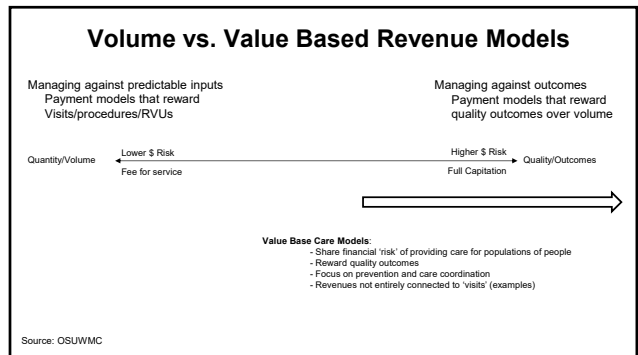 Volume vs. Value Based Revenue Models
Managing against predictable inputs
Payment models that reward
Visits/procedures/RVUs
Managing against outcomes
Payment models that reward
quality outcomes over volume
Quantity/Volume
Lower $ Risk
Fee for service
Higher $ Risk
Full Capitation
Quality/Outcomes
Value Base Care Models:
- Share financial 'risk' of providing care for populations of people
- Reward quality outcomes
- Focus on prevention and care coordination
- Revenues not entirely connected to 'visits' (examples)
Source: OSUWMC